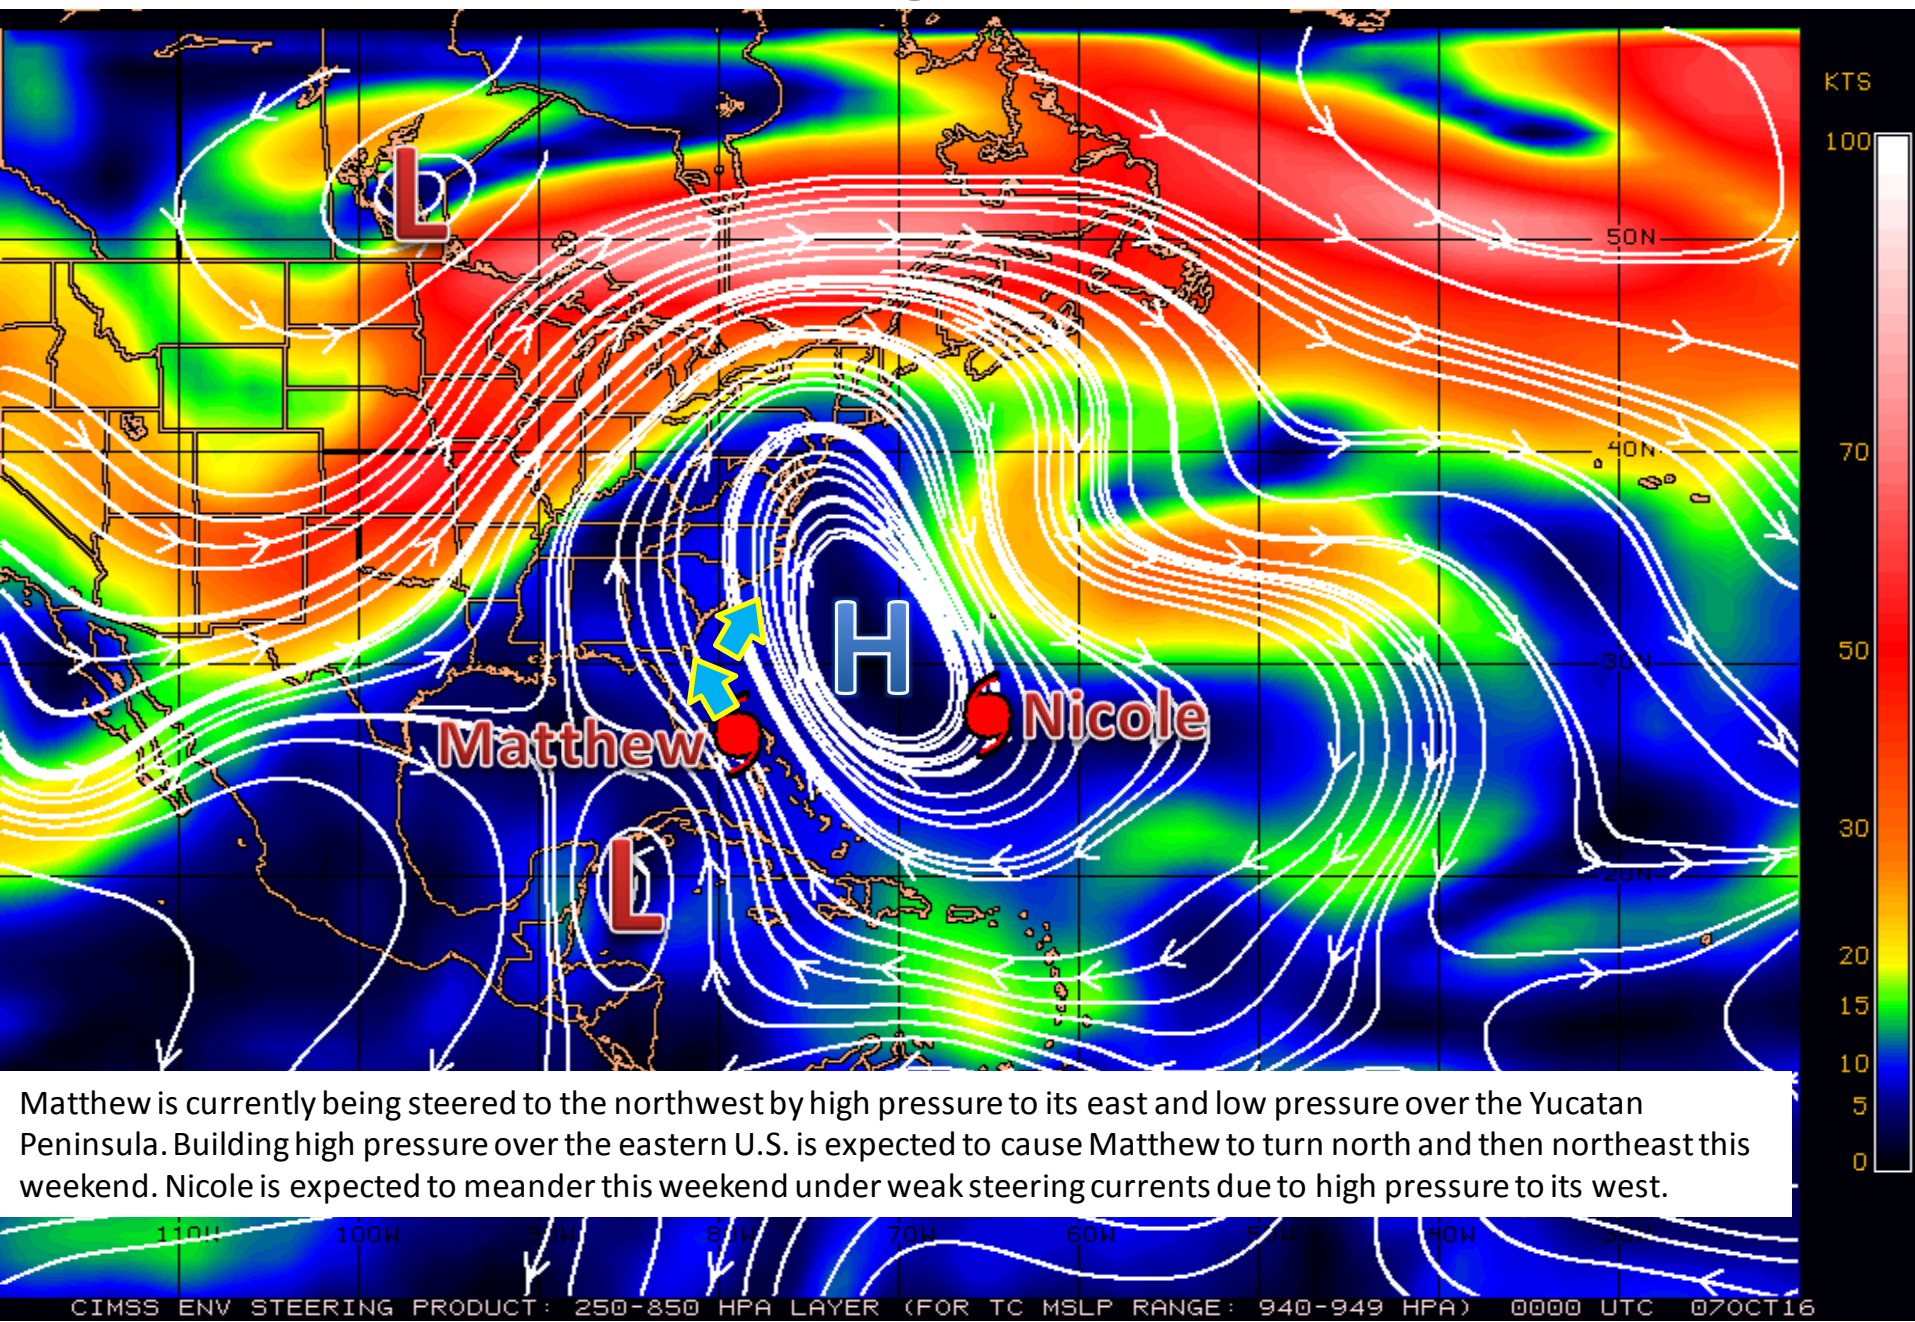 KTS
100
L
50N
70
40N
H
50
30N
Nicole
Matthew
30
L
20N
20
15
10
5
0
Matthew is currently being steered to the northwest by high pressure to its east and low pressure over the Yucatan
Peninsula. Building high pressure over the eastern U.S. is expected to cause Matthew to turn north and then northeast this
weekend. Nicole is expected to meander this weekend under weak steering currents due to high pressure to its west.
110W 100W 90W 80W 70W 60W 50W 40W 30W
CIMSS ENV STEERING PRODUCT: 250-850 HPA LAYER (FOR TC MSLP RANGE: 940-949 HPA) 0000 UTC 07OCT16